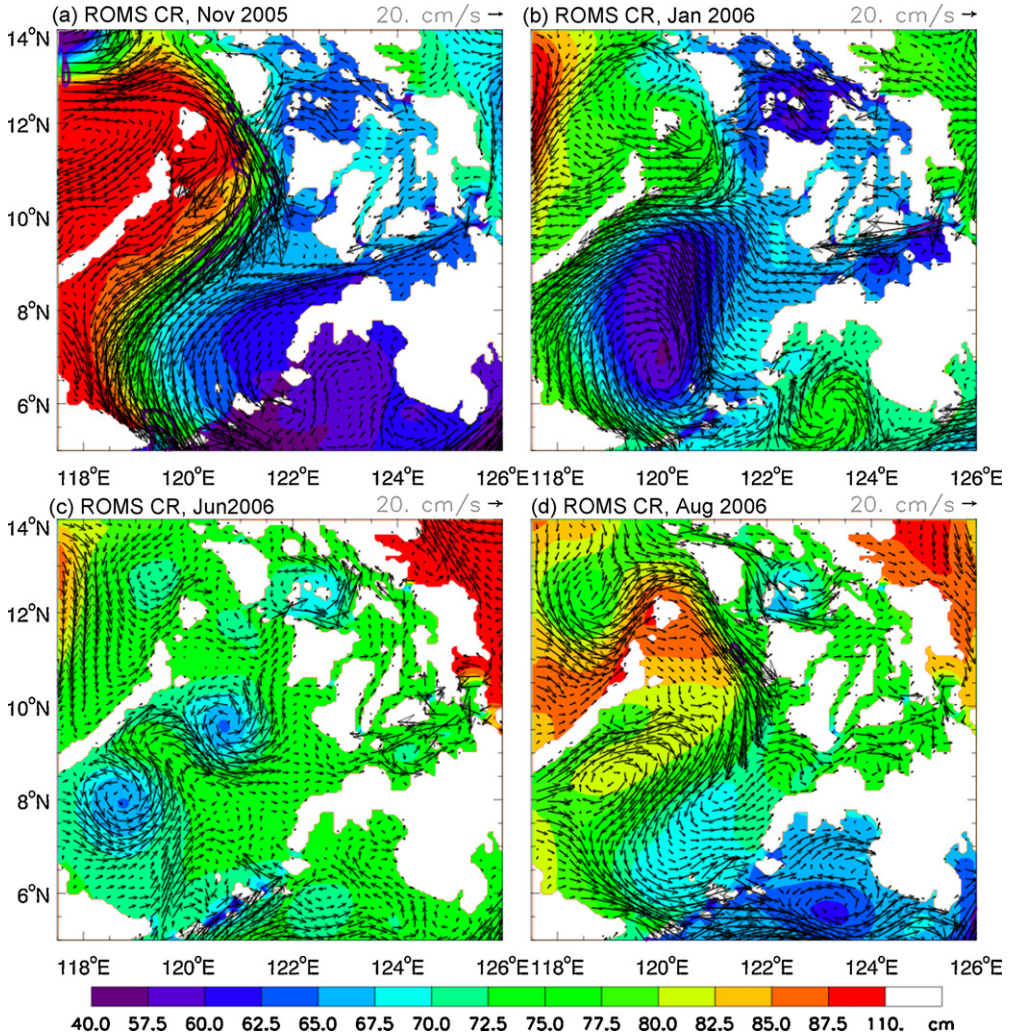 (a) ROMS CR, Nov 2005 20. cm/s
(b) ROMS CR, Jan 2006 20. cm/s
14°N
12°N
10°N
8°N
6°N
118°E 120°E 122°E 124°E 126°E
118°E 120°E 122°E 124°E 126°E
(c) ROMS CR, Jun2006 20. cm/s
(d) ROMS CR, Aug 2006 20. cm/s
14°N
12°N
10°N
8°N
6°N
118°E 120°E 122°E 124°E 126°E
118°E 120°E 122°E 124°E 126°E
40.0 57.5 60.0 62.5 65.0 67.5 70.0 72.5 75.0 77.5 80.0 82.5 85.0 87.5 110. cm